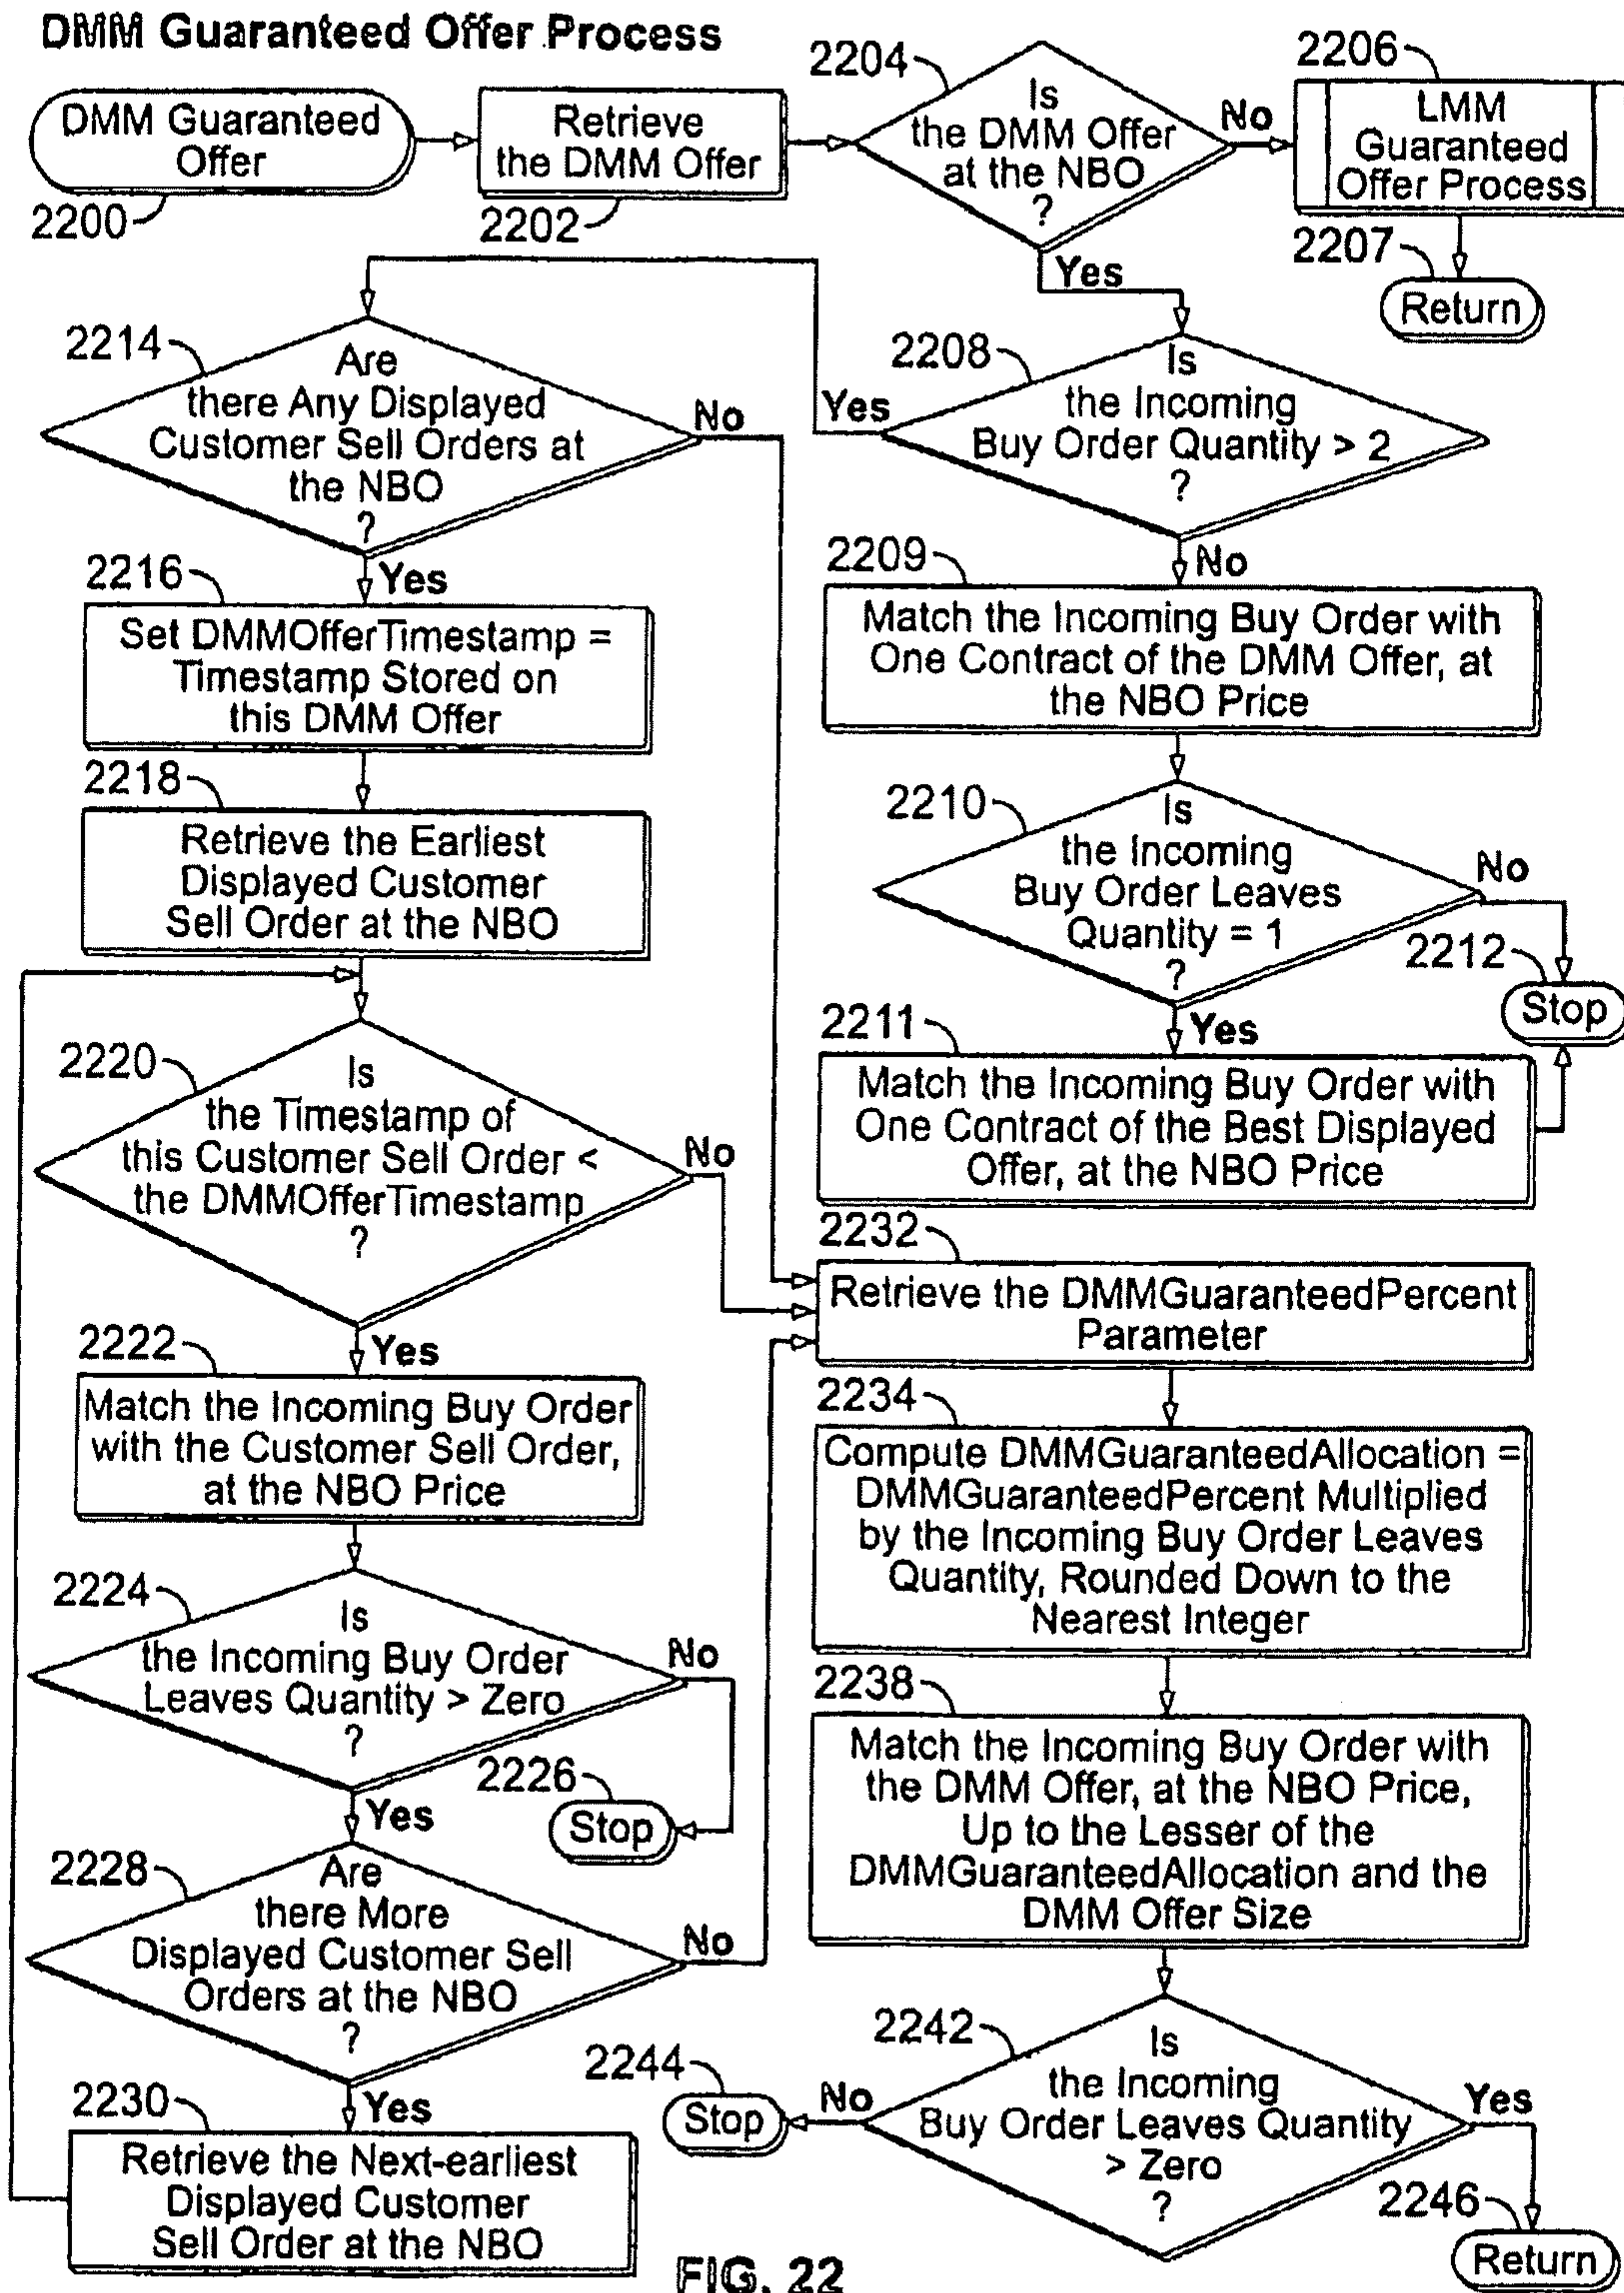 DMM Guaranteed Offer Process
DMM Guaranteed
Offer
2200
Retrieve
the DMM Offer
2202
2204
Is
the DMM Offer
at the NBO
?
No
Yes
2206
LMM
Guaranteed
Offer Process
2207
Return
2208
Is
the Incoming
Buy Order Quantity > 2
?
Yes
No
2209
Match the Incoming Buy Order with
One Contract of the DMM Offer, at
the NBO Price
2210
Is
the Incoming
Buy Order Leaves
Quantity = 1
?
No
2212
Stop
Yes
2211
Match the Incoming Buy Order with
One Contract of the Best Displayed
Offer, at the NBO Price
2214
Are
there Any Displayed
Customer Sell Orders at
the NBO
?
No
Yes
2216
Set DMMOfferTimestamp =
Timestamp Stored on
this DMM Offer
2218
Retrieve the Earliest
Displayed Customer
Sell Order at the NBO
2220
Is
the Timestamp of
this Customer Sell Order <
the DMMOfferTimestamp
?
No
Yes
2222
Match the Incoming Buy Order
with the Customer Sell Order,
at the NBO Price
2224
Is
the Incoming Buy Order
Leaves Quantity > Zero
?
No
2226
Stop
Yes
2228
Are
there More
Displayed Customer Sell
Orders at the NBO
?
No
Yes
2230
Retrieve the Next-earliest
Displayed Customer
Sell Order at the NBO
2232
Retrieve the DMMGuaranteedPercent
Parameter
2234
Compute DMMGuaranteedAllocation =
DMMGuaranteedPercent Multiplied
by the Incoming Buy Order Leaves
Quantity, Rounded Down to the
Nearest Integer
2238
Match the Incoming Buy Order with
the DMM Offer, at the NBO Price,
Up to the Lesser of the
DMMGuaranteedAllocation and the
DMM Offer Size
2242
Is
the Incoming
Buy Order Leaves Quantity
> Zero
?
No
2244
Stop
Yes
2246
Return
FIG. 22